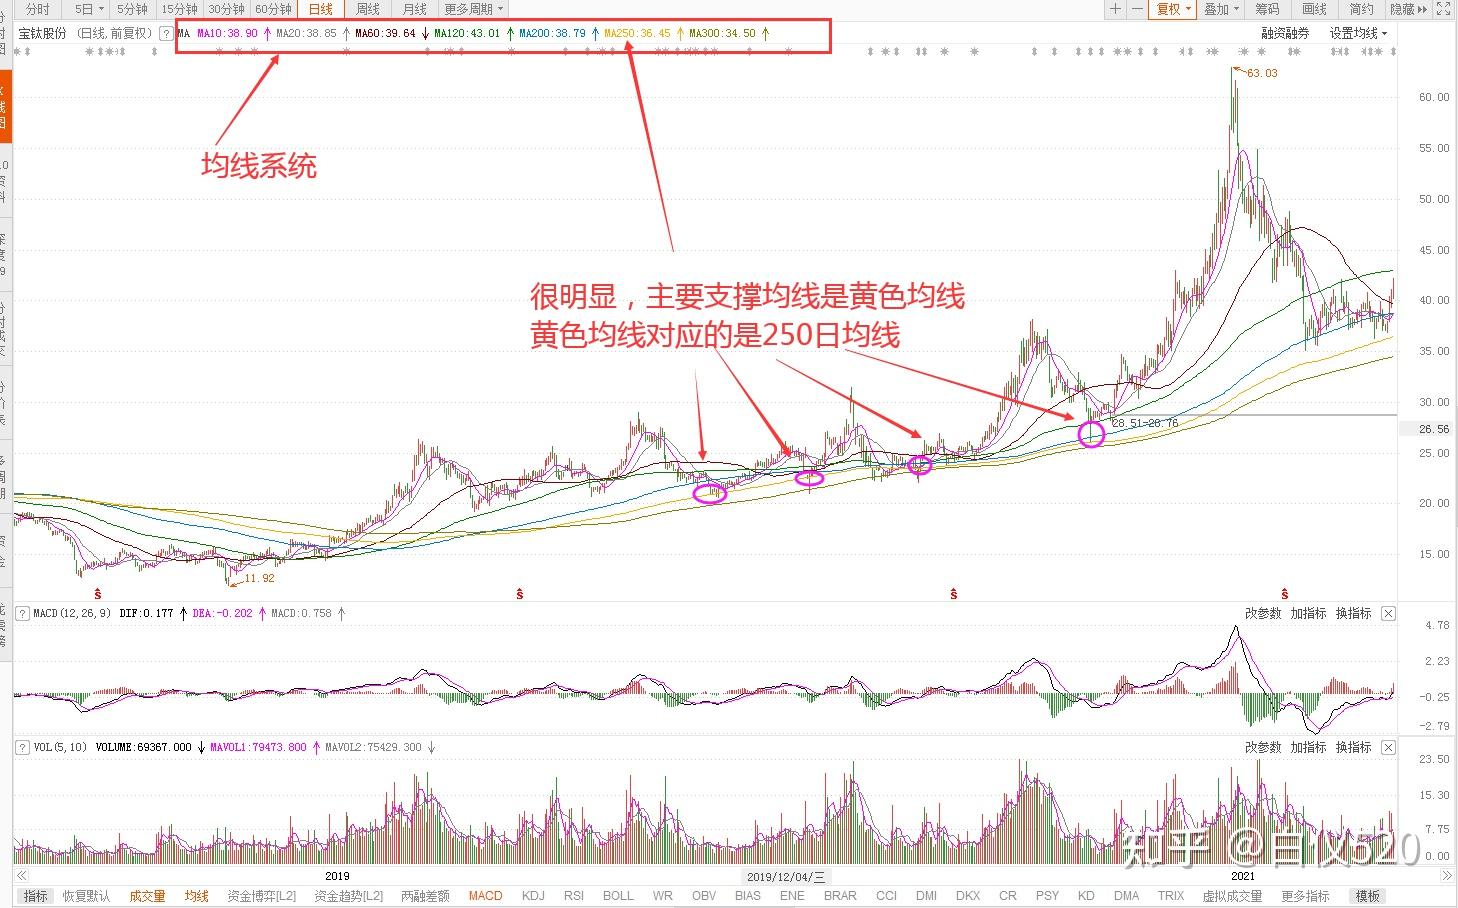 分时 5日 5分钟 15分钟 30分钟 60分钟 日线 周线 月线 更多周期 复权 叠加 筹码 画线 简约 隐藏
宝钛股份 (日线,前复权) ? MA MA10:38.90 ↑ MA20:38.85 ↑ MA60:39.64 ↓ MA120:43.01 ↑ MA200:38.79 ↑ MA250:36.45 ↑ MA300:34.50 ↑ 融资融券 设置均线
63.03
60.00
均线系统
55.00
50.00
45.00
很明显，主要支撑均线是黄色均线
40.00
黄色均线对应的是250日均线
35.00
30.00
28.51-28.76
26.56
25.00
20.00
15.00
11.92
S S S S
? MACD(12,26,9) DIF:0.177 ↑ DEA:-0.202 ↑ MACD:0.758 ↑ 改参数 加指标 换指标
4.78
2.23
-0.25
-2.79
? VOL(5,10) VOLUME:69367.000 ↓ MAVOL1:79473.800 ↑ MAVOL2:75429.300 ↓ 改参数 加指标 换指标
23.50
15.30
7.75
0.00
知乎 @自仪520
2019 2019/12/04/三 2021
指标 恢复默认 成交量 均线 资金博弈[L2] 资金趋势[L2] 两融差额 MACD KDJ RSI BOLL WR OBV BIAS ENE BRAR CCI DMI DKX CR PSY KD DMA TRIX 虚拟成交量 更多指标 模板